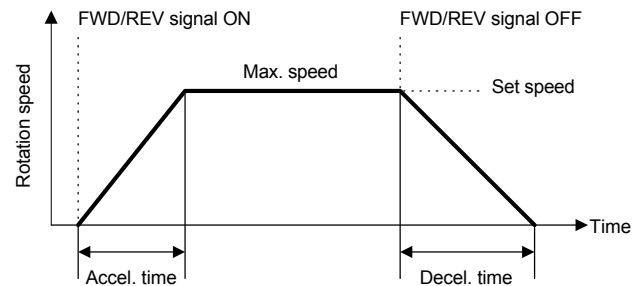 FWD/REV signal ON
FWD/REV signal OFF
Max. speed
Set speed
Rotation speed
Time
Accel. time
Decel. time